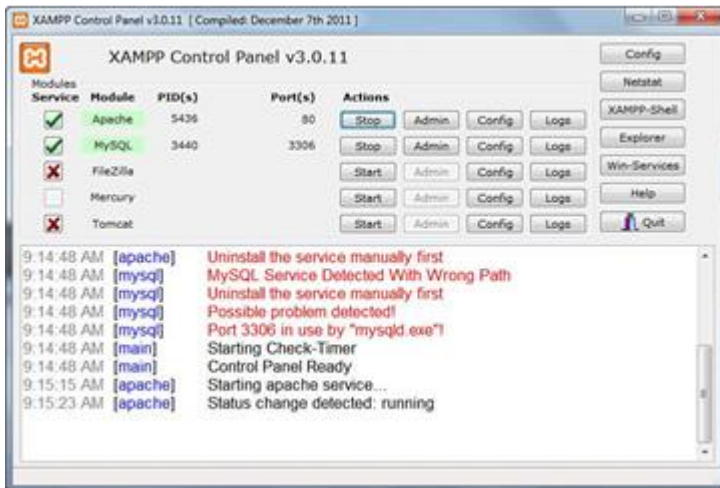 XAMPP Control Panel v3.0.11 [ Compiled: December 7th 2011 ]
XAMPP Control Panel v3.0.11
Config
Modules
Netstat
Service Module PID(s) Port(s) Actions
XAMPP-Shell
Apache 5436 80 Stop Admin Config Logs
Explorer
MySQL 3440 3306 Stop Admin Config Logs
Win-Services
FileZilla Start Admin Config Logs
Help
Mercury Start Admin Config Logs
Quit
Tomcat Start Admin Config Logs
9:14:48 AM [apache] Uninstall the service manually first
9:14:48 AM [mysql] MySQL Service Detected With Wrong Path
9:14:48 AM [mysql] Uninstall the service manually first
9:14:48 AM [mysql] Possible problem detected!
9:14:48 AM [mysql] Port 3306 in use by "mysqld.exe"!
9:14:48 AM [main] Starting Check-Timer
9:14:48 AM [main] Control Panel Ready
9:15:15 AM [apache] Starting apache service...
9:15:23 AM [apache] Status change detected: running